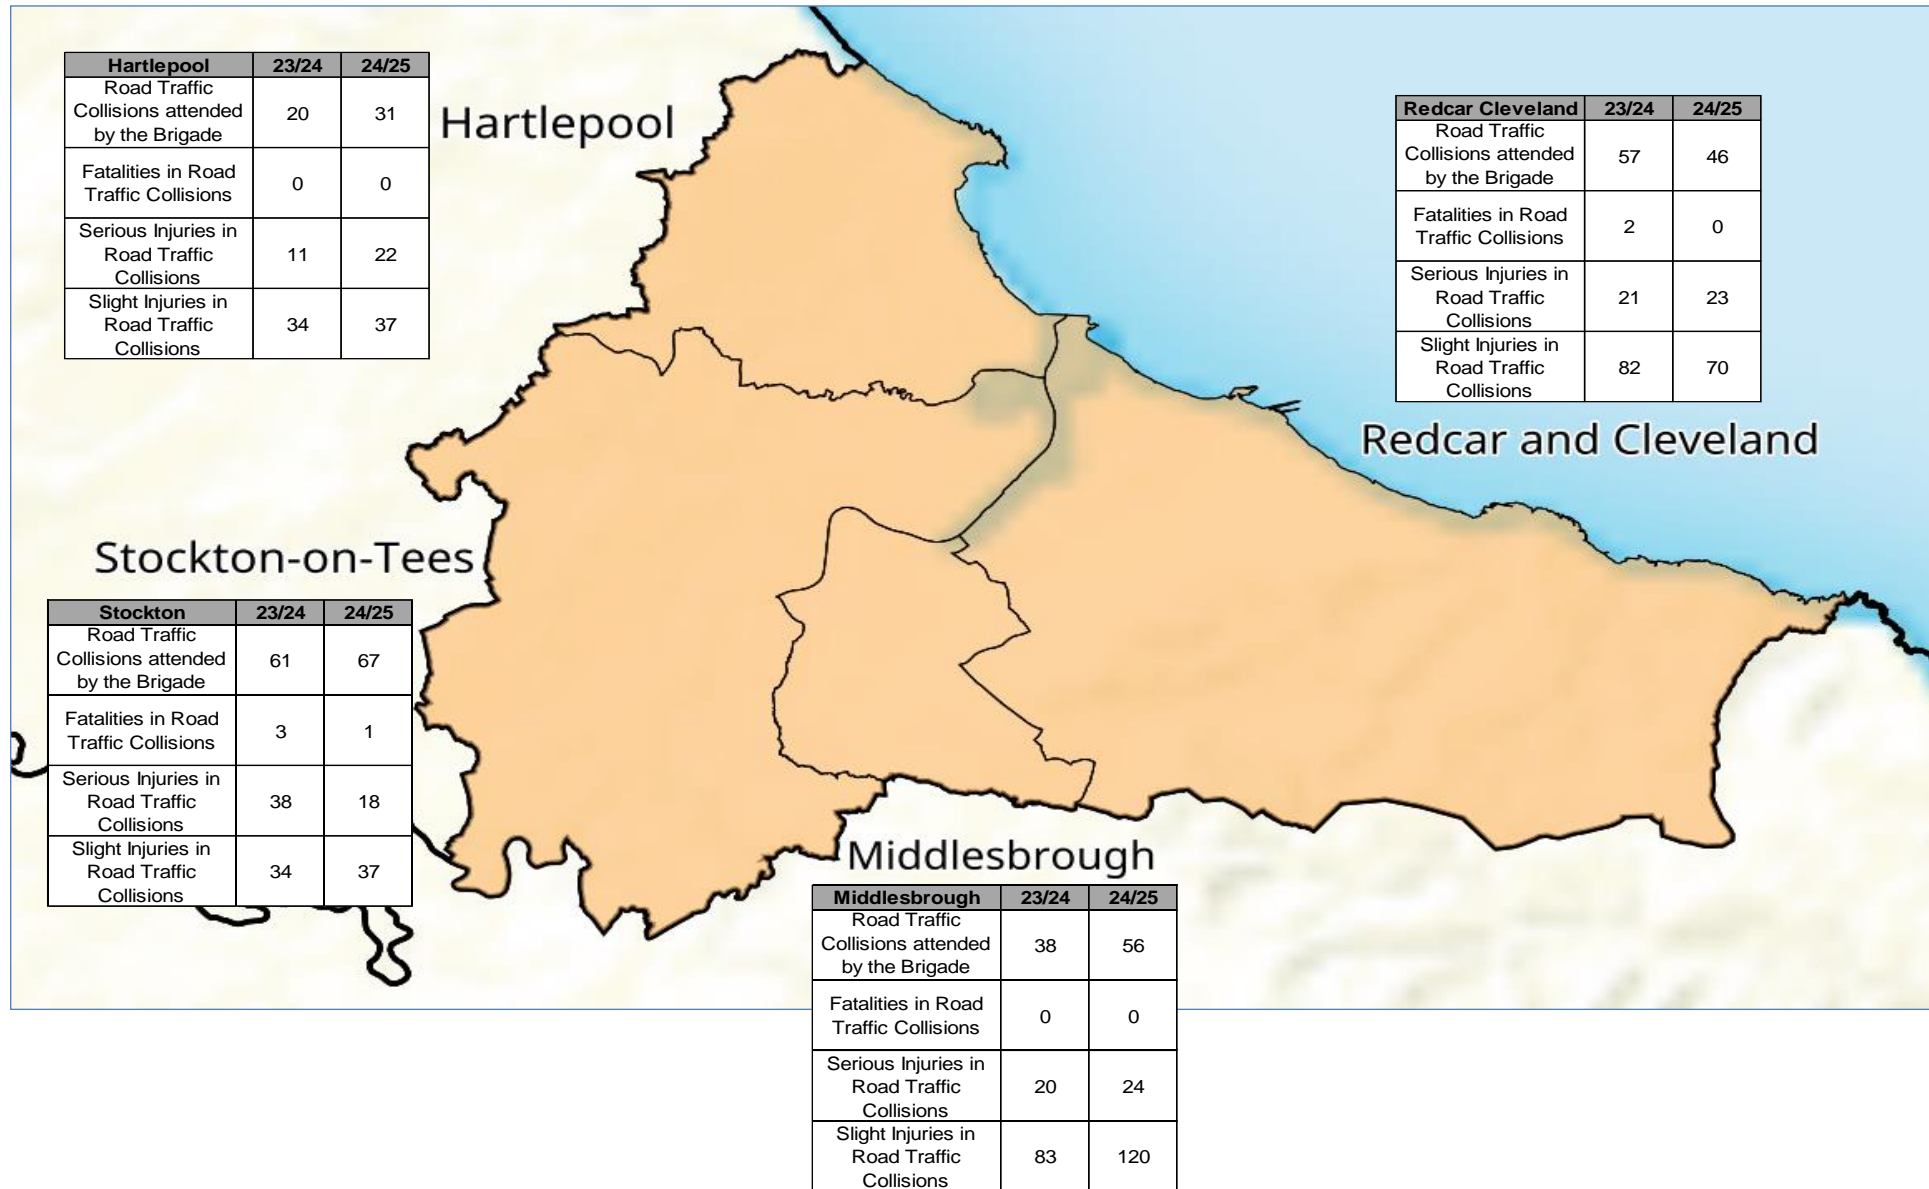 Hartlepool 23/24 24/25
Road Traffic
Collisions attended
by the Brigade
20 31
Fatalities in Road
Traffic Collisions
0 0
Serious Injuries in
Road Traffic
Collisions
11 22
Slight Injuries in
Road Traffic
Collisions
34 37
Hartlepool
Redcar Cleveland 23/24 24/25
Road Traffic
Collisions attended
by the Brigade
57 46
Fatalities in Road
Traffic Collisions
2 0
Serious Injuries in
Road Traffic
Collisions
21 23
Slight Injuries in
Road Traffic
Collisions
82 70
Redcar and Cleveland
Stockton-on-Tees
Stockton 23/24 24/25
Road Traffic
Collisions attended
by the Brigade
61 67
Fatalities in Road
Traffic Collisions
3 1
Serious Injuries in
Road Traffic
Collisions
38 18
Slight Injuries in
Road Traffic
Collisions
34 37
Middlesbrough
Middlesbrough 23/24 24/25
Road Traffic
Collisions attended
by the Brigade
38 56
Fatalities in Road
Traffic Collisions
0 0
Serious Injuries in
Road Traffic
Collisions
20 24
Slight Injuries in
Road Traffic
Collisions
83 120